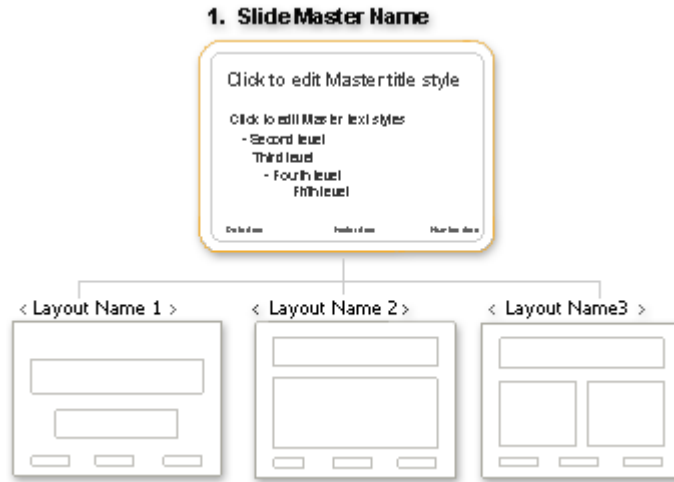 1. Slide Master Name
Click to edit Master title style
Click to edit Master text styles
- Second level
Third level
- Fourth level
Fifth level
< Layout Name 1 >
< Layout Name 2 >
< Layout Name3 >